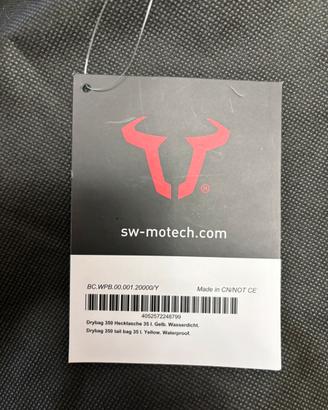 ®
sw-motech.com
BC.WPB.00.001.20000/Y Made in CN/NOT CE
4052572248799
Drybag 350 Hecktasche 35 l. Gelb. Wasserdicht.
Drybag 350 tail bag 35 l. Yellow. Waterproof.